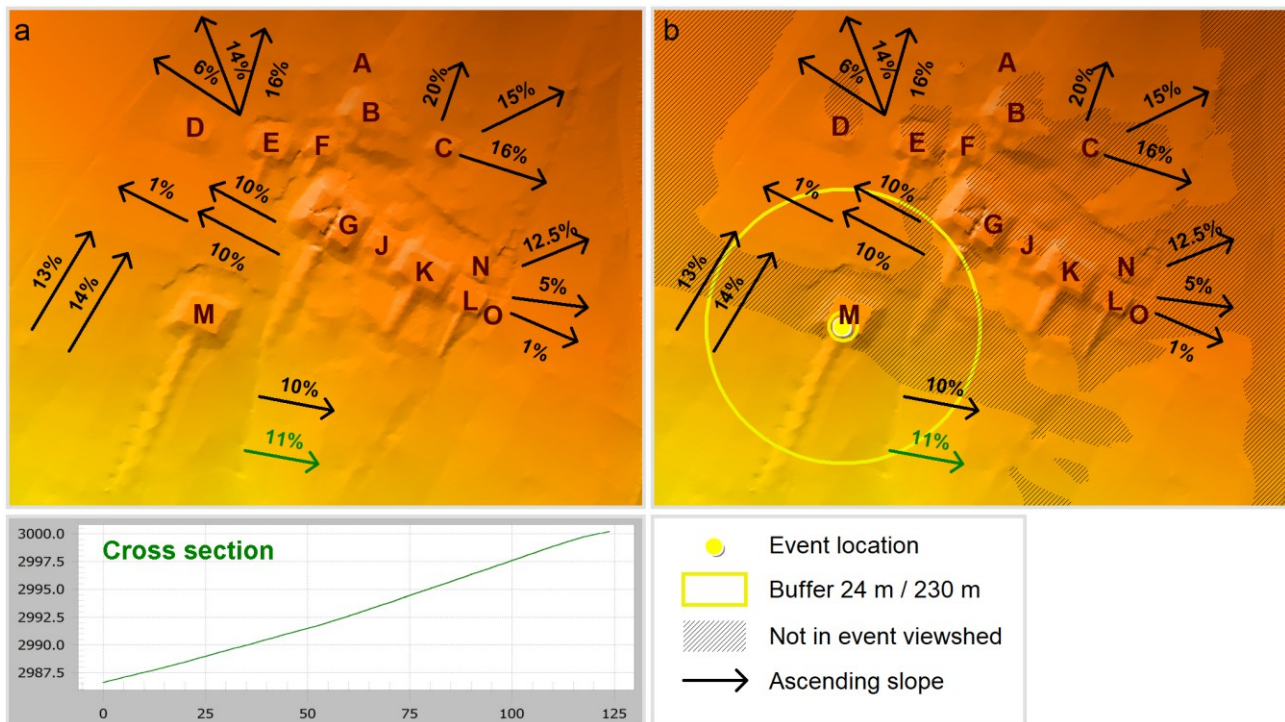 a
6%
14%
16%
A
20%
15%
B
D
E
F
C
16%
1%
10%
G
10%
J
12.5%
13%
14%
K
N
5%
M
L
O
1%
10%
11%
b
6%
14%
16%
A
20%
15%
B
D
E
F
C
16%
1%
10%
G
10%
J
12.5%
13%
14%
K
N
5%
M
L
O
1%
10%
11%
Cross section
3000.0
2997.5
2995.0
2992.5
2990.0
2987.5
0 25 50 75 100 125
Event location
Buffer 24 m / 230 m
Not in event viewshed
Ascending slope